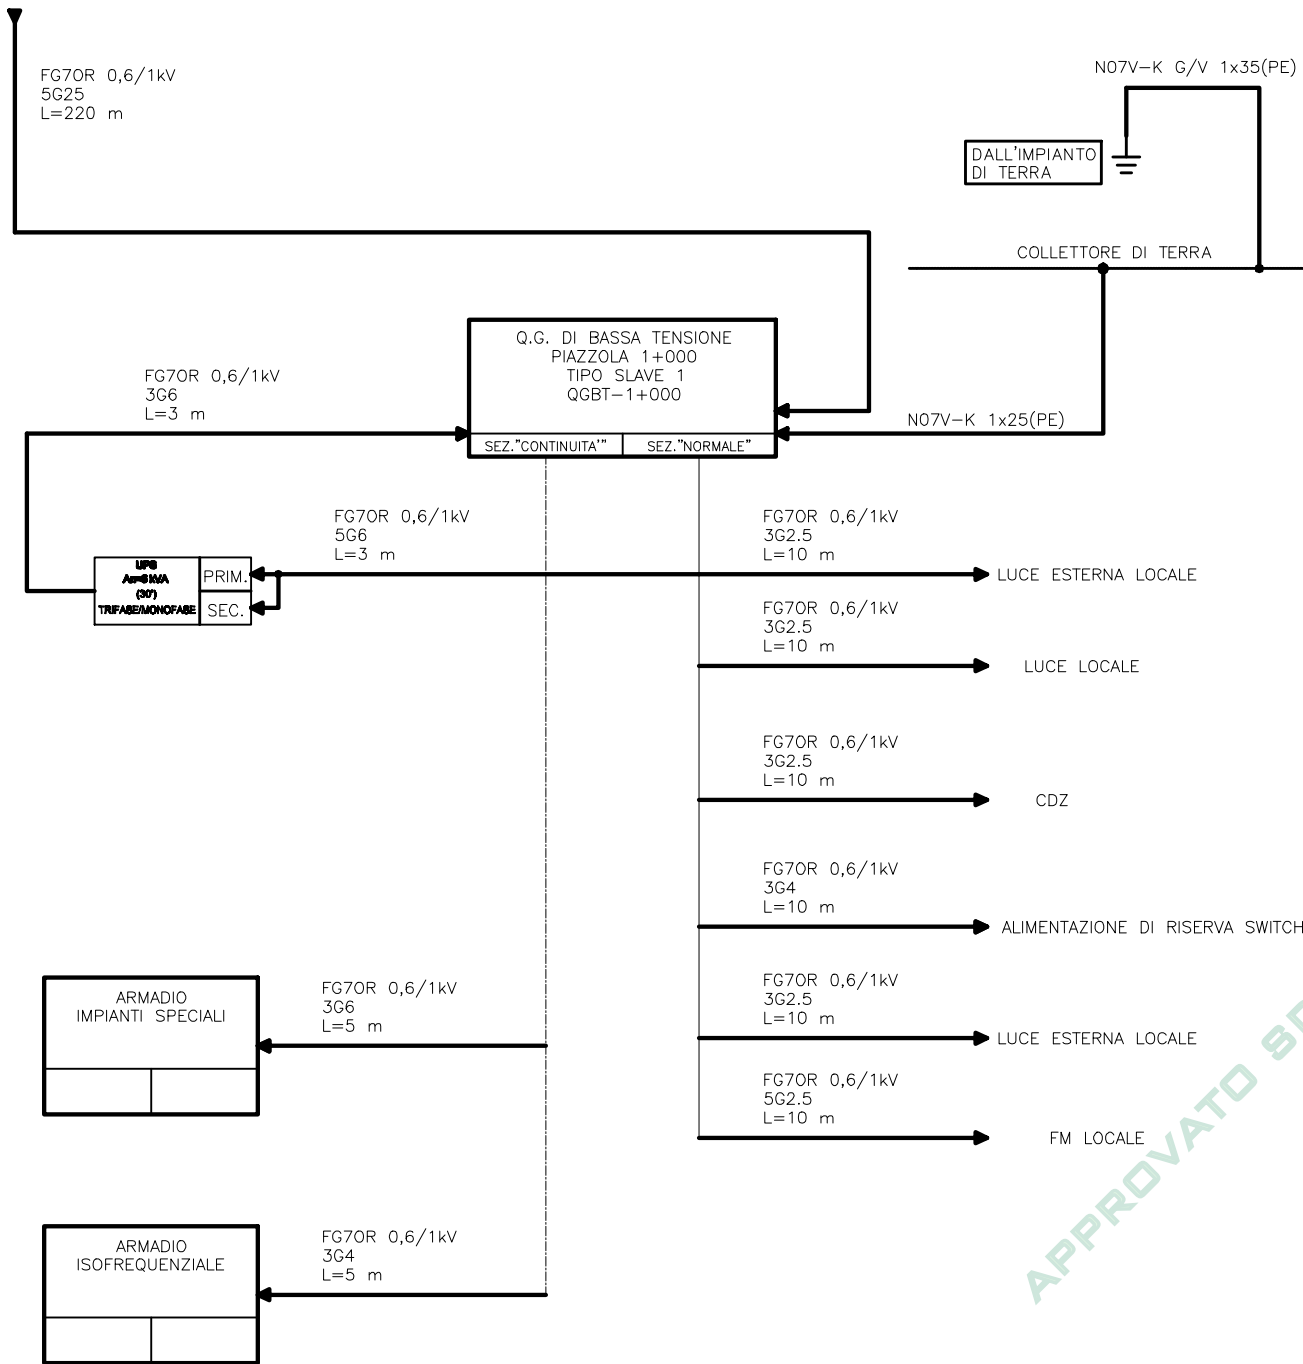 FG7OR 0,6/1kV
5G25
L=220 m
N07V-K G/V 1x35(PE)
DALL'IMPIANTO
DI TERRA
COLLETTORE DI TERRA
Q.G. DI BASSA TENSIONE
PIAZZOLA 1+000
TIPO SLAVE 1
QGBT-1+000
SEZ."CONTINUITA'"
SEZ."NORMALE"
FG7OR 0,6/1kV
3G6
L=3 m
N07V-K 1x25(PE)
FG7OR 0,6/1kV
5G6
L=3 m
UPS
An=6 kVA
(30')
TRIFASE/MONOFASE
PRIM.
SEC.
FG7OR 0,6/1kV
3G2.5
L=10 m
LUCE ESTERNA LOCALE
FG7OR 0,6/1kV
3G2.5
L=10 m
LUCE LOCALE
FG7OR 0,6/1kV
3G2.5
L=10 m
CDZ
FG7OR 0,6/1kV
3G4
L=10 m
ALIMENTAZIONE DI RISERVA SWITCH
FG7OR 0,6/1kV
3G2.5
L=10 m
LUCE ESTERNA LOCALE
FG7OR 0,6/1kV
5G2.5
L=10 m
FM LOCALE
ARMADIO
IMPIANTI SPECIALI
FG7OR 0,6/1kV
3G6
L=5 m
ARMADIO
ISOFREQUENZIALE
FG7OR 0,6/1kV
3G4
L=5 m
APPROVATO